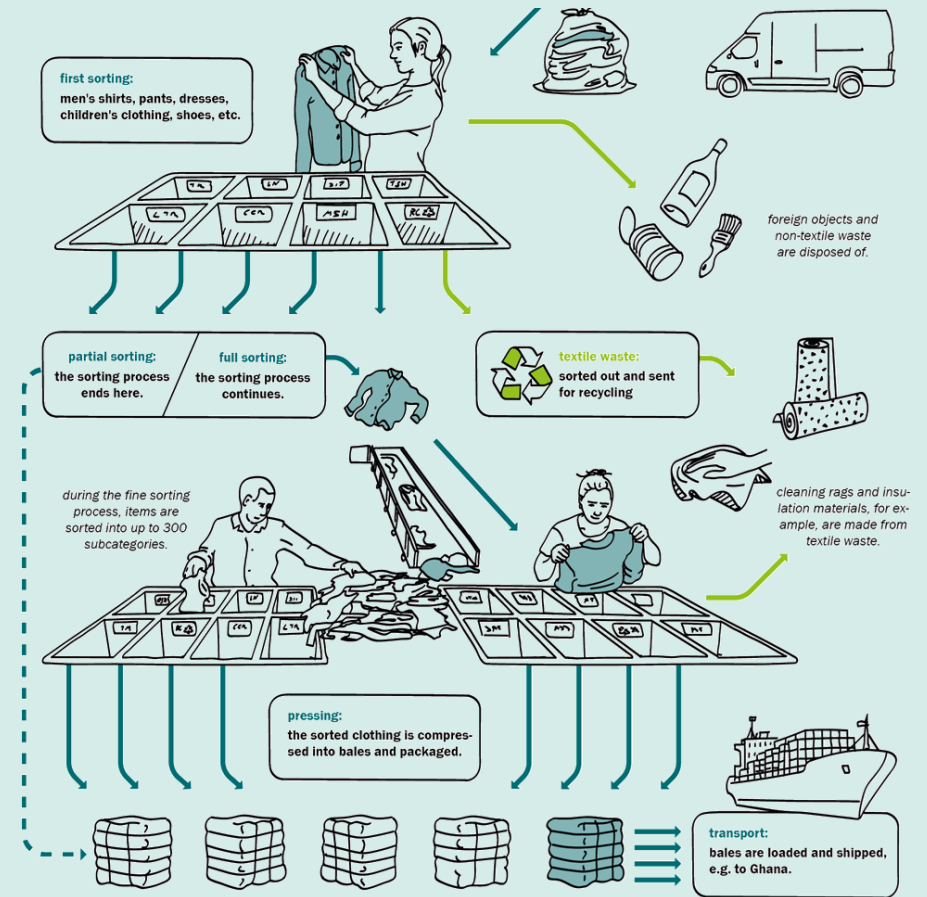 first sorting:
men's shirts, pants, dresses,
children's clothing, shoes, etc.
foreign objects and
non-textile waste
are disposed of.
partial sorting:
the sorting process
ends here.
full sorting:
the sorting process
continues.
textile waste:
sorted out and sent
for recycling
during the fine sorting
process, items are
sorted into up to 300
subcategories.
cleaning rags and insu-
lation materials, for ex-
ample, are made from
textile waste.
pressing:
the sorted clothing is compres-
sed into bales and packaged.
transport:
bales are loaded and shipped,
e.g. to Ghana.